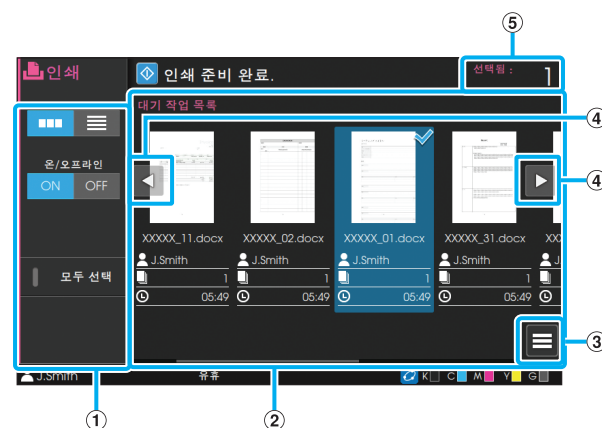 ⑤
인쇄
인쇄 준비 완료.
선택됨 :
1
대기 작업 목록
④
온/오프라인
ON OFF
④
XXXXX_11.docx XXXXX_02.docx XXXXX_01.docx XXXXX_31.docx XX
J.Smith J.Smith J.Smith J.Smith J
모두 선택
1 1 1 1
05:49 05:49 05:49 05:49
③
J.Smith 유휴 K C M Y G
① ②